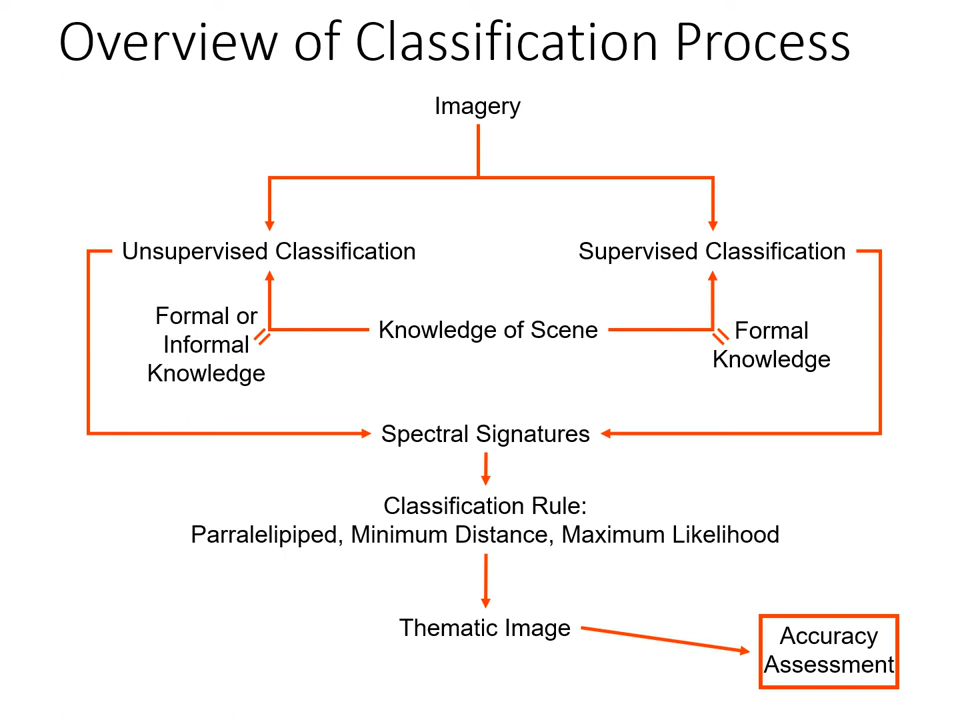 Overview of Classification Process
Imagery
Unsupervised Classification
Supervised Classification
Formal or
Informal
Knowledge
Knowledge of Scene
Formal
Knowledge
Spectral Signatures
Classification Rule:
Parralelipiped, Minimum Distance, Maximum Likelihood
Thematic Image
Accuracy
Assessment